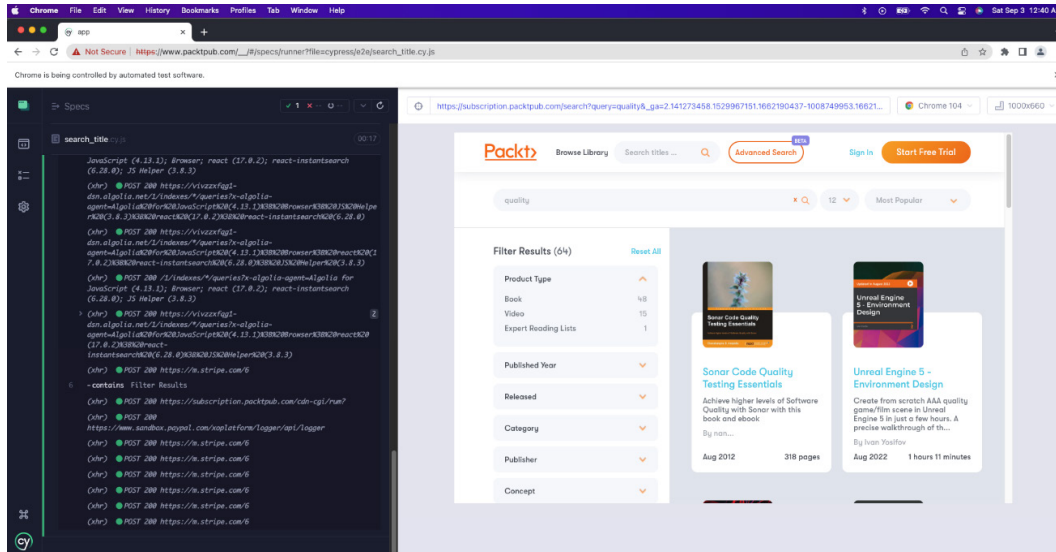 Chrome File Edit View History Bookmarks Profiles Tab Window Help
Sat Sep 3 12:40 A
app
Not Secure | https://www.packtpub.com/__/#/specs/runner?file=cypress/e2e/search_title.cy.js
Chrome is being controlled by automated test software.
Specs
1
search_title.cy.js 00:17
JavaScript (4.13.1); Browser; react (17.0.2); react-instantsearch
(6.28.0); JS Helper (3.8.3)
(xhr) POST 200 https://vivzzxfqg1-
dsn.algolia.net/1/indexes/*/queries?x-algolia-
agent=Algolia%20for%20JavaScript%20(4.13.1)%3B%20Browser%3B%20JS%20Helpe
r%20(3.8.3)%3B%20react%20(17.0.2)%3B%20react-instantsearch%20(6.28.0)
(xhr) POST 200 https://vivzzxfqg1-
dsn.algolia.net/1/indexes/*/queries?x-algolia-
agent=Algolia%20for%20JavaScript%20(4.13.1)%3B%20Browser%3B%20react%20(1
7.0.2)%3B%20react-instantsearch%20(6.28.0)%3B%20JS%20Helper%20(3.8.3)
(xhr) POST 200 /1/indexes/*/queries?x-algolia-agent=Algolia for
JavaScript (4.13.1); Browser; react (17.0.2); react-instantsearch
(6.28.0); JS Helper (3.8.3)
(xhr) POST 200 https://vivzzxfqg1- 2
dsn.algolia.net/1/indexes/*/queries?x-algolia-
agent=Algolia%20for%20JavaScript%20(4.13.1)%3B%20Browser%3B%20react%20
(17.0.2)%3B%20react-
instantsearch%20(6.28.0)%3B%20JS%20Helper%20(3.8.3)
(xhr) POST 200 https://m.stripe.com/6
6 -contains Filter Results
(xhr) POST 200 https://subscription.packtpub.com/cdn-cgi/rum?
(xhr) POST 200
https://www.sandbox.paypal.com/xoplatform/logger/api/logger
(xhr) POST 200 https://m.stripe.com/6
(xhr) POST 200 https://m.stripe.com/6
(xhr) POST 200 https://m.stripe.com/6
(xhr) POST 200 https://m.stripe.com/6
(xhr) POST 200 https://m.stripe.com/6
(xhr) POST 200 https://m.stripe.com/6
cy
https://subscription.packtpub.com/search?query=quality&_ga=2.141273458.1529967151.1662190437-1008749953.16621...
Chrome 104
1000x660
Packt>
Browse Library
Search titles ...
BETA
Advanced Search
Sign In
Start Free Trial
quality
12
Most Popular
Filter Results (64) Reset All
Product Type
Book 48
Video 15
Expert Reading Lists 1
Published Year
Released
Category
Publisher
Concept
Sonar Code Quality
Testing Essentials
Sonar Code Quality
Testing Essentials
Achieve higher levels of Software
Quality with Sonar with this
book and ebook
By nan...
Aug 2012 318 pages
Unreal Engine
5 - Environment
Design
Unreal Engine 5 -
Environment Design
Create from scratch AAA quality
game/film scene in Unreal
Engine 5 in just a few hours. A
precise walkthrough of th...
By Ivan Yosifov
Aug 2022 1 hours 11 minutes